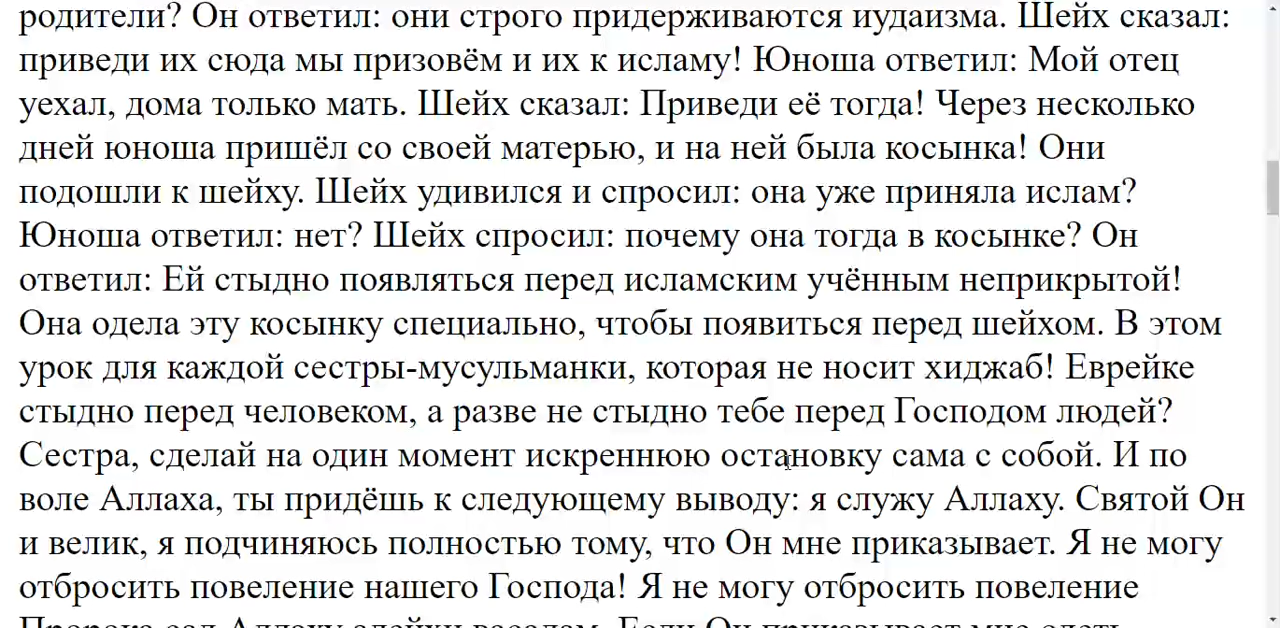 родители? Он ответил: они строго придерживаются иудаизма. Шейх сказал:
приведи их сюда мы призовём и их к исламу! Юноша ответил: Мой отец
уехал, дома только мать. Шейх сказал: Приведи её тогда! Через несколько
дней юноша пришёл со своей матерью, и на ней была косынка! Они
подошли к шейху. Шейх удивился и спросил: она уже приняла ислам?
Юноша ответил: нет? Шейх спросил: почему она тогда в косынке? Он
ответил: Ей стыдно появляться перед исламским учённым неприкрытой!
Она одела эту косынку специально, чтобы появиться перед шейхом. В этом
урок для каждой сестры-мусульманки, которая не носит хиджаб! Еврейке
стыдно перед человеком, а разве не стыдно тебе перед Господом людей?
Сестра, сделай на один момент искреннюю остановку сама с собой. И по
воле Аллаха, ты придёшь к следующему выводу: я служу Аллаху. Святой Он
и велик, я подчиняюсь полностью тому, что Он мне приказывает. Я не могу
отбросить повеление нашего Господа! Я не могу отбросить повеление